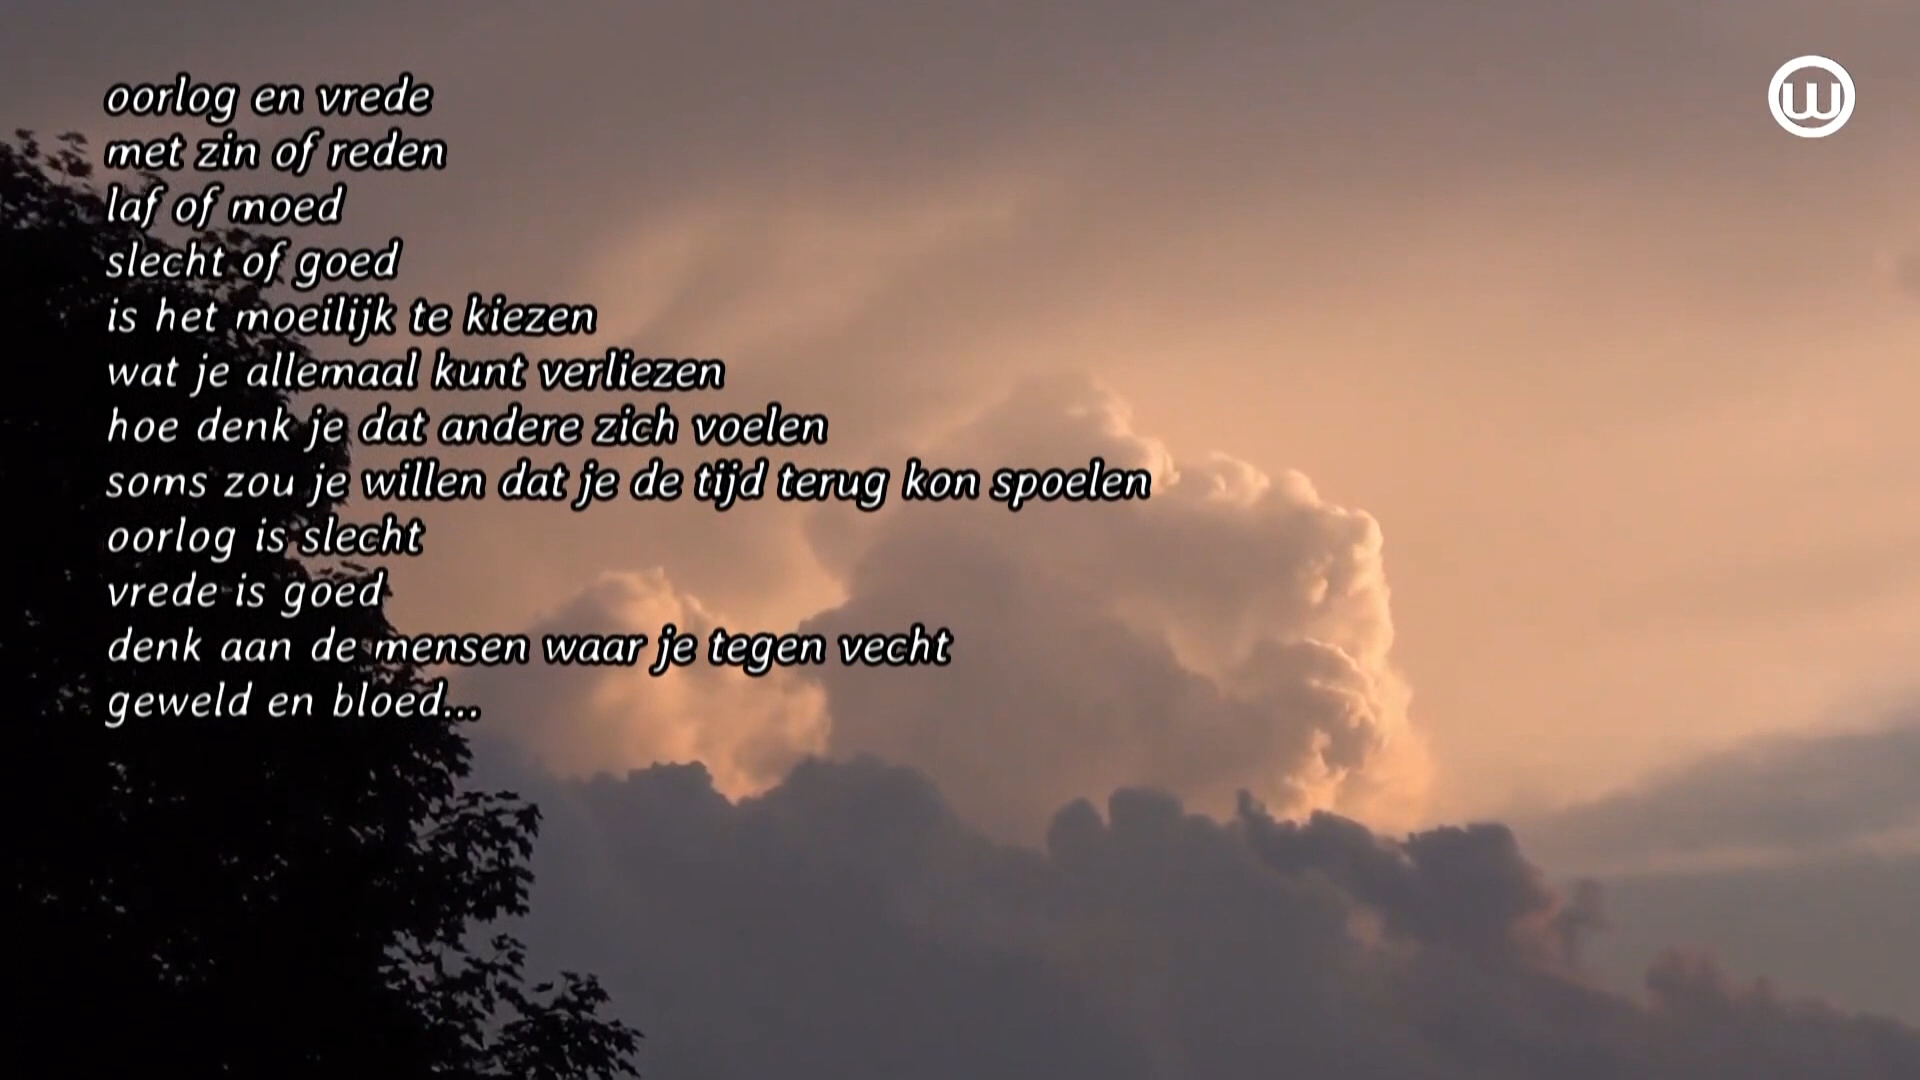 oorlog en vrede
met zin of reden
laf of moed
slecht of goed
is het moeilijk te kiezen
wat je allemaal kunt verliezen
hoe denk je dat andere zich voelen
soms zou je willen dat je de tijd terug kon spoelen
oorlog is slecht
vrede is goed
denk aan de mensen waar je tegen vecht
geweld en bloed...
W